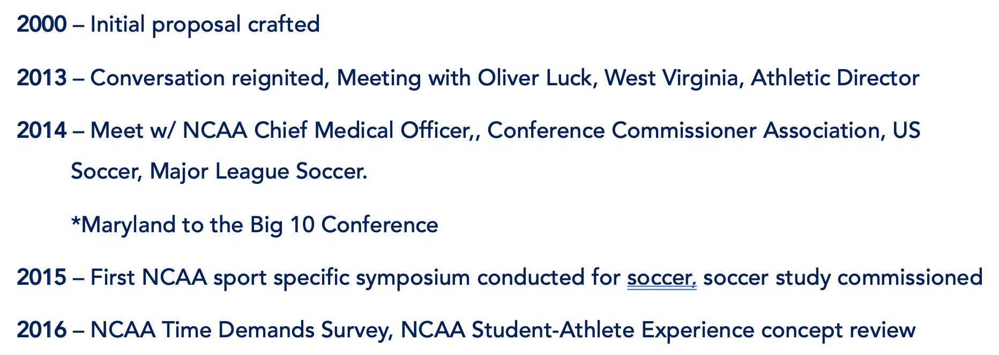 2000 – Initial proposal crafted
2013 – Conversation reignited, Meeting with Oliver Luck, West Virginia, Athletic Director
2014 – Meet w/ NCAA Chief Medical Officer,, Conference Commissioner Association, US
Soccer, Major League Soccer.
*Maryland to the Big 10 Conference
2015 – First NCAA sport specific symposium conducted for soccer, soccer study commissioned
2016 – NCAA Time Demands Survey, NCAA Student-Athlete Experience concept review